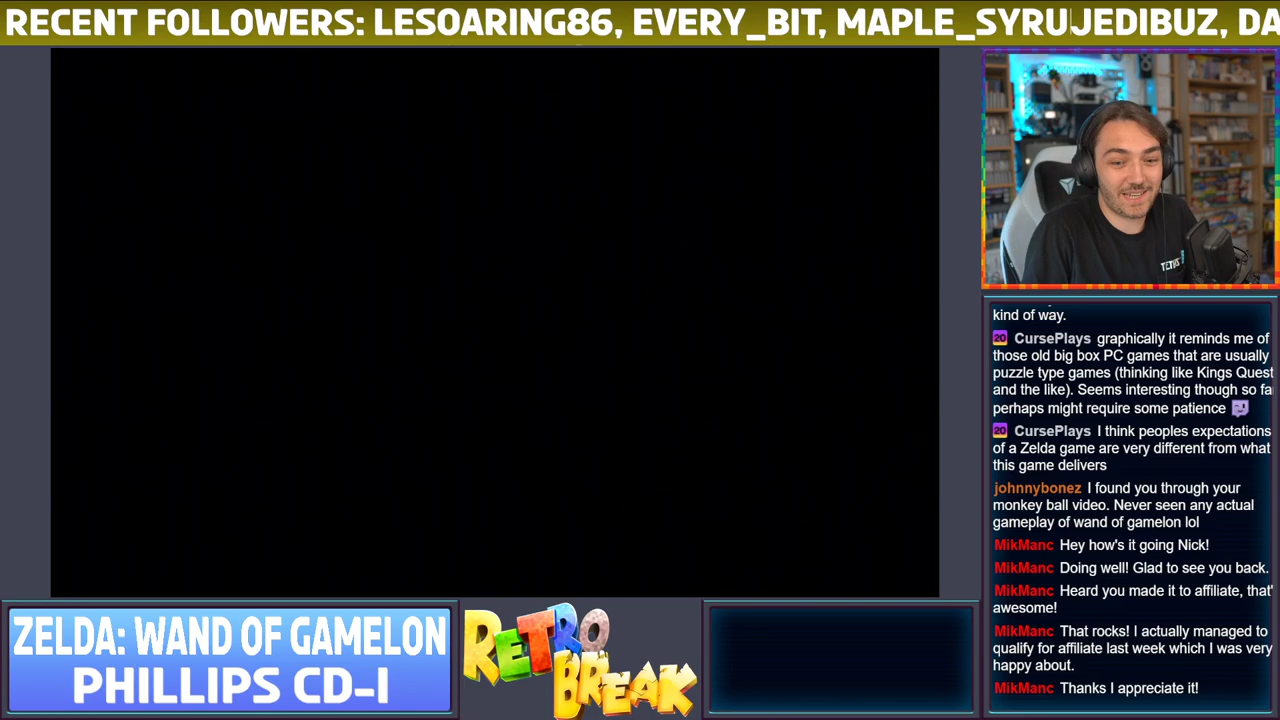 RECENT FOLLOWERS: LESOARING86, EVERY_BIT, MAPLE_SYRUJEDIBUZ, DA
TETRIS
kind of way.
20 CursePlays graphically it reminds me of
those old big box PC games that are usually
puzzle type games (thinking like Kings Quest
and the like). Seems interesting though so fa
perhaps might require some patience
20 CursePlays I think peoples expectations
of a Zelda game are very different from what
this game delivers
johnnybonez I found you through your
monkey ball video. Never seen any actual
gameplay of wand of gamelon lol
MikManc Hey how's it going Nick!
MikManc Doing well! Glad to see you back.
MikManc Heard you made it to affiliate, that'
awesome!
MikManc That rocks! I actually managed to
qualify for affiliate last week which I was very
happy about.
MikManc Thanks I appreciate it!
ZELDA: WAND OF GAMELON
PHILLIPS CD-I
RETRO
BREAK